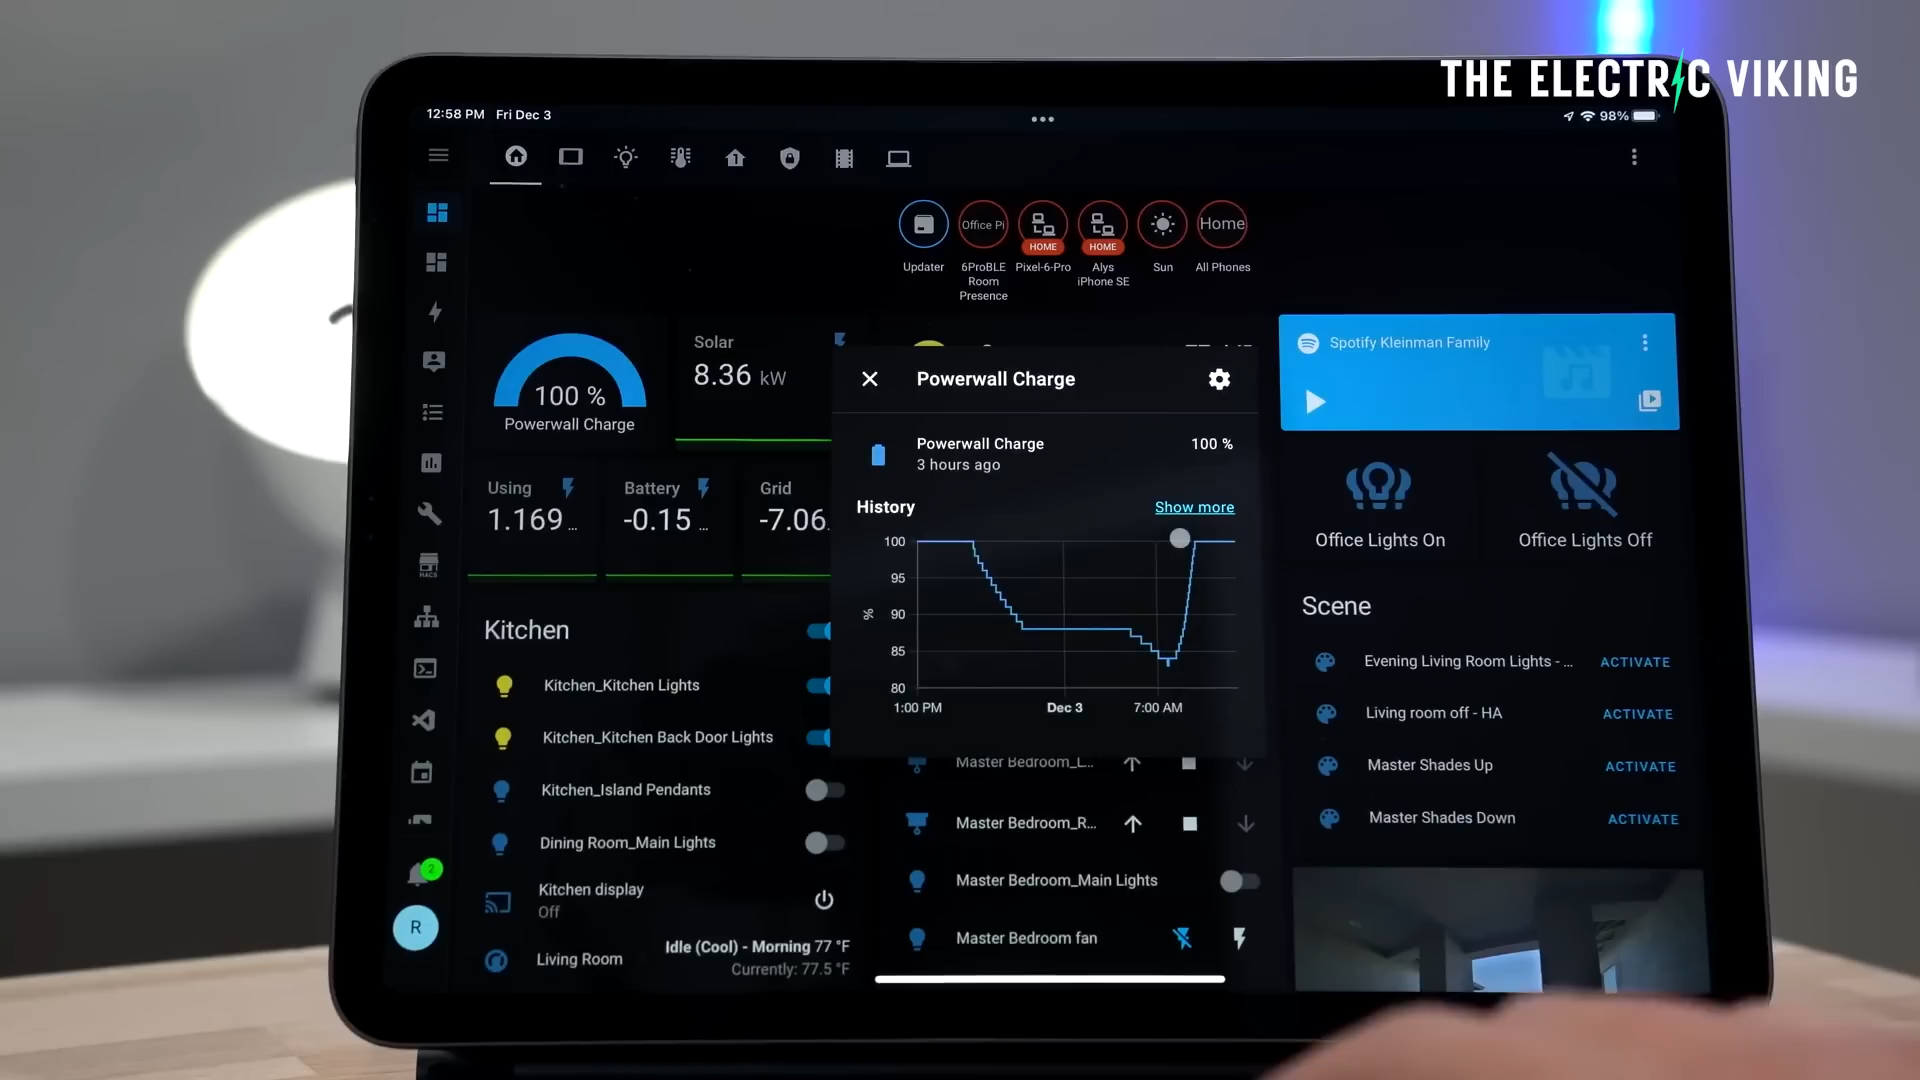 THE ELECTRIC VIKING
12:58 PM Fri Dec 3
98%
Office Pi
HOME
HOME
Home
Updater
6ProBLE
Room
Presence
Pixel-6-Pro
Alys
iPhone SE
Sun
All Phones
100 %
Powerwall Charge
Solar
8.36 kW
Using
1.169...
Battery
-0.15 ...
Grid
-7.06.
Powerwall Charge
Powerwall Charge
100 %
3 hours ago
History
Show more
100
95
90
85
80
%
1:00 PM
Dec 3
7:00 AM
Spotify Kleinman Family
Office Lights On
Office Lights Off
Scene
Evening Living Room Lights - ...
ACTIVATE
Living room off - HA
ACTIVATE
Master Shades Up
ACTIVATE
Master Shades Down
ACTIVATE
HACS
2
R
Kitchen
Kitchen_Kitchen Lights
Kitchen_Kitchen Back Door Lights
Kitchen_Island Pendants
Dining Room_Main Lights
Kitchen display
Off
Living Room
Idle (Cool) - Morning 77 °F
Currently: 77.5 °F
Master Bedroom_L...
Master Bedroom_R...
Master Bedroom_Main Lights
Master Bedroom fan